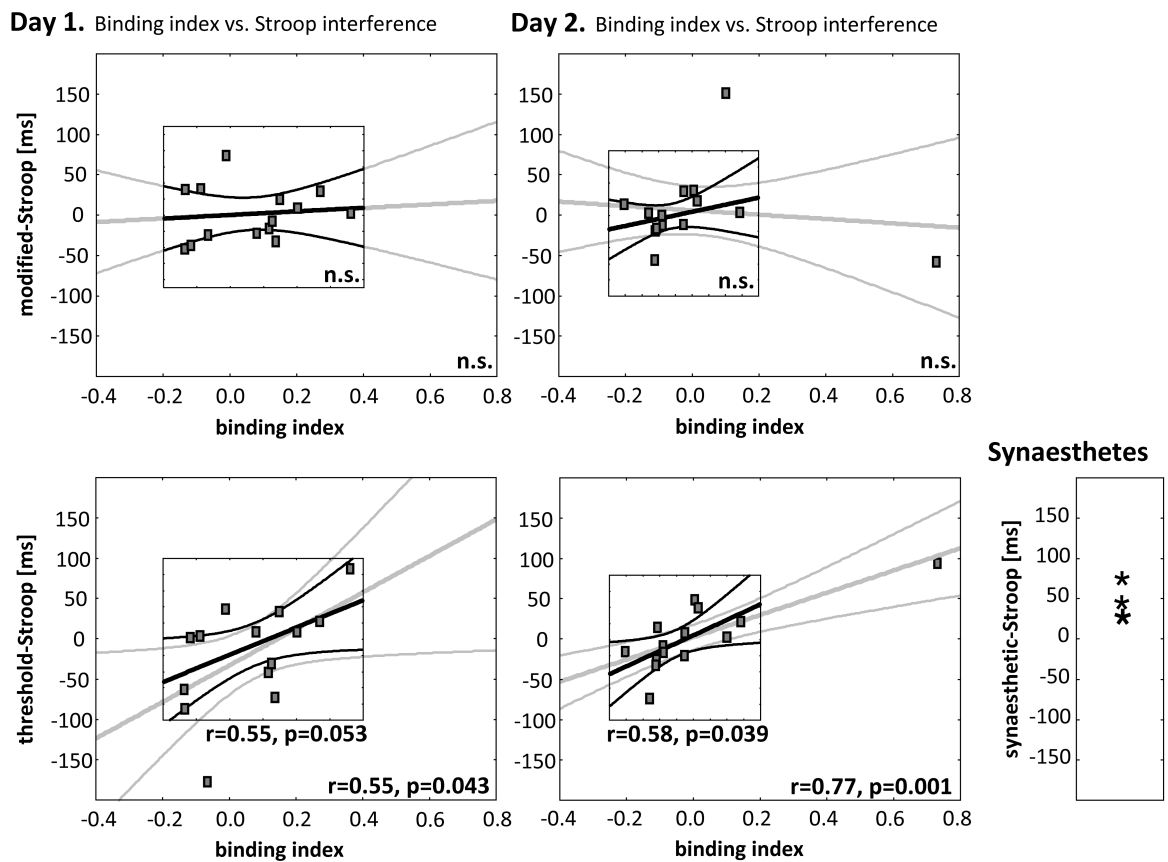 Day 1. Binding index vs. Stroop interference
Day 2. Binding index vs. Stroop interference
modified-Stroop [ms]
150
100
50
0
-50
-100
-150
n.s.
n.s.
-0.4 -0.2 0.0 0.2 0.4 0.6 0.8
binding index
150
100
50
0
-50
-100
-150
n.s.
n.s.
-0.4 -0.2 0.0 0.2 0.4 0.6 0.8
binding index
threshold-Stroop [ms]
150
100
50
0
-50
-100
-150
r=0.55, p=0.053
r=0.55, p=0.043
-0.4 -0.2 0.0 0.2 0.4 0.6 0.8
binding index
150
100
50
0
-50
-100
-150
r=0.58, p=0.039
r=0.77, p=0.001
-0.4 -0.2 0.0 0.2 0.4 0.6 0.8
binding index
Synaesthetes
synaesthetic-Stroop [ms]
150
100
50
0
-50
-100
-150